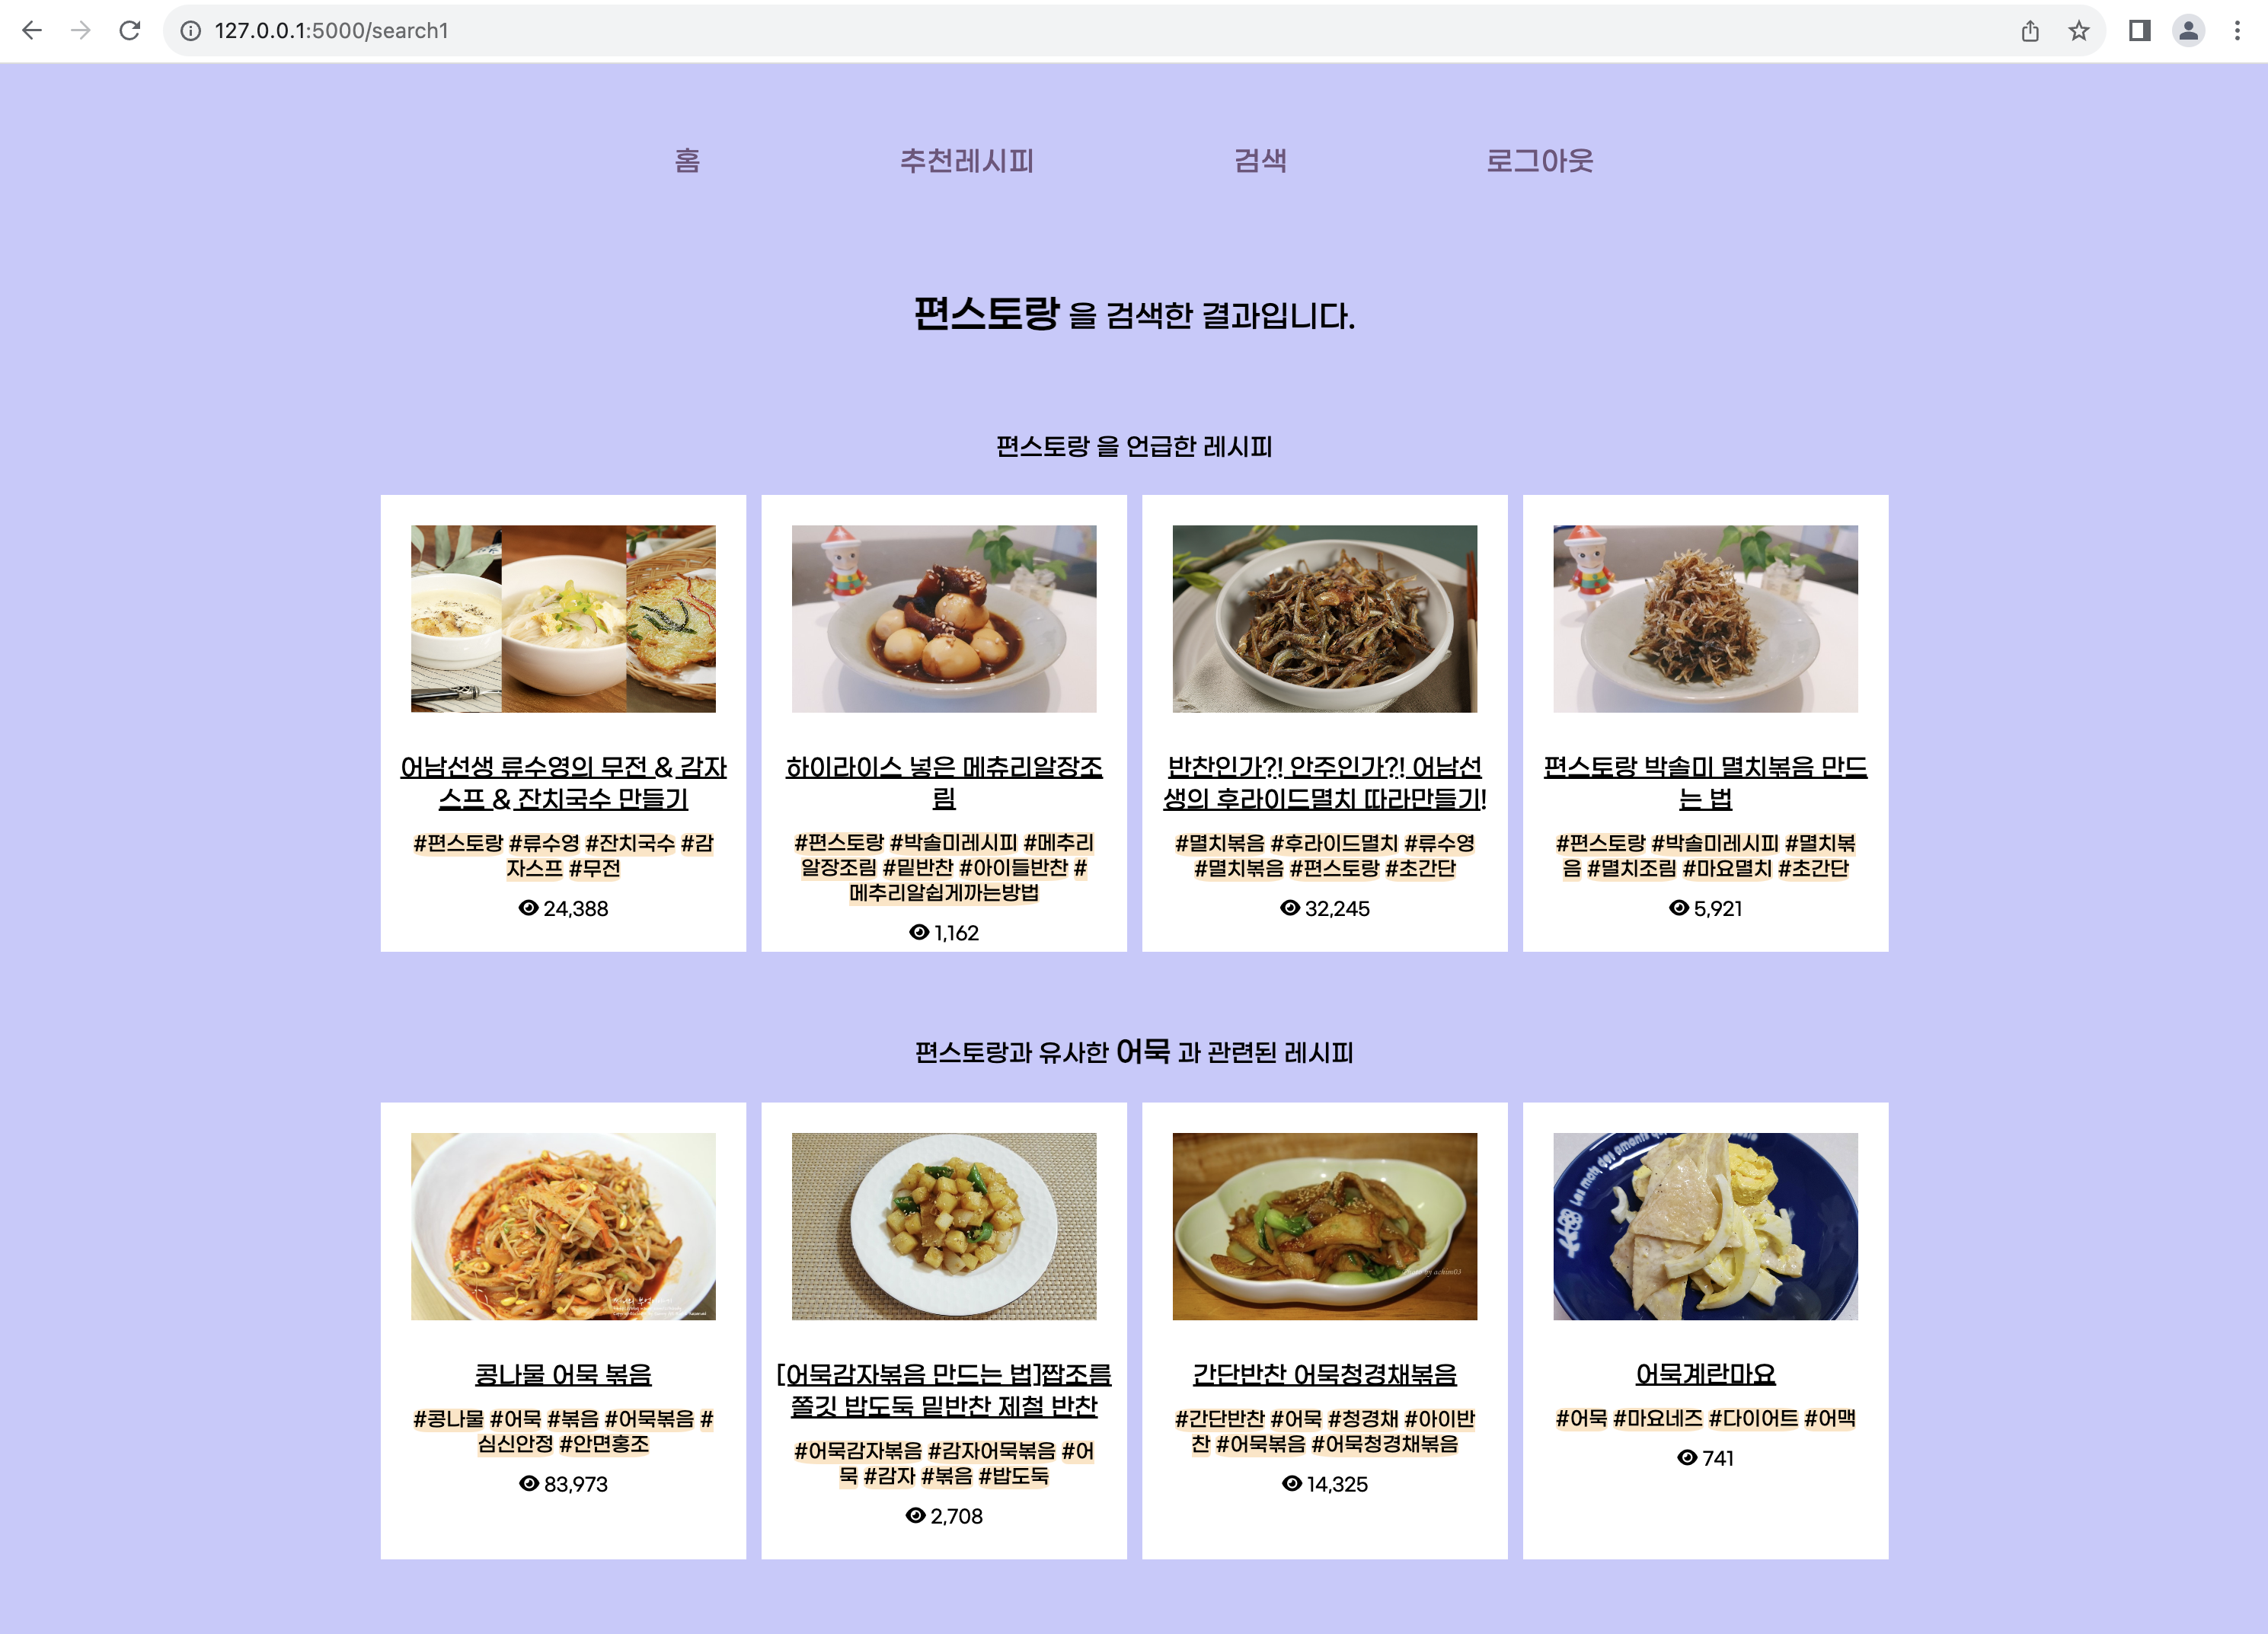 127.0.0.1:5000/search1
홈 추천레시피 검색 로그아웃
편스토랑 을 검색한 결과입니다.
편스토랑 을 언급한 레시피
어남선생 류수영의 무전 & 감자
스프 & 잔치국수 만들기
#편스토랑 #류수영 #잔치국수 #감
자스프 #무전
24,388
하이라이스 넣은 메츄리알장조
림
#편스토랑 #박솔미레시피 #메추리
알장조림 #밑반찬 #아이들반찬 #
메추리알쉽게까는방법
1,162
반찬인가?! 안주인가?! 어남선
생의 후라이드멸치 따라만들기!
#멸치볶음 #후라이드멸치 #류수영
#멸치볶음 #편스토랑 #초간단
32,245
편스토랑 박솔미 멸치볶음 만드
는 법
#편스토랑 #박솔미레시피 #멸치볶
음 #멸치조림 #마요멸치 #초간단
5,921
편스토랑과 유사한 어묵 과 관련된 레시피
콩나물 어묵 볶음
#콩나물 #어묵 #볶음 #어묵볶음 #
심신안정 #안면홍조
83,973
[어묵감자볶음 만드는 법]짭조름
쫄깃 밥도둑 밑반찬 제철 반찬
#어묵감자볶음 #감자어묵볶음 #어
묵 #감자 #볶음 #밥도둑
2,708
by achim03
간단반찬 어묵청경채볶음
#간단반찬 #어묵 #청경채 #아이반
찬 #어묵볶음 #어묵청경채볶음
14,325
Les mots des amants
어묵계란마요
#어묵 #마요네즈 #다이어트 #어맥
741